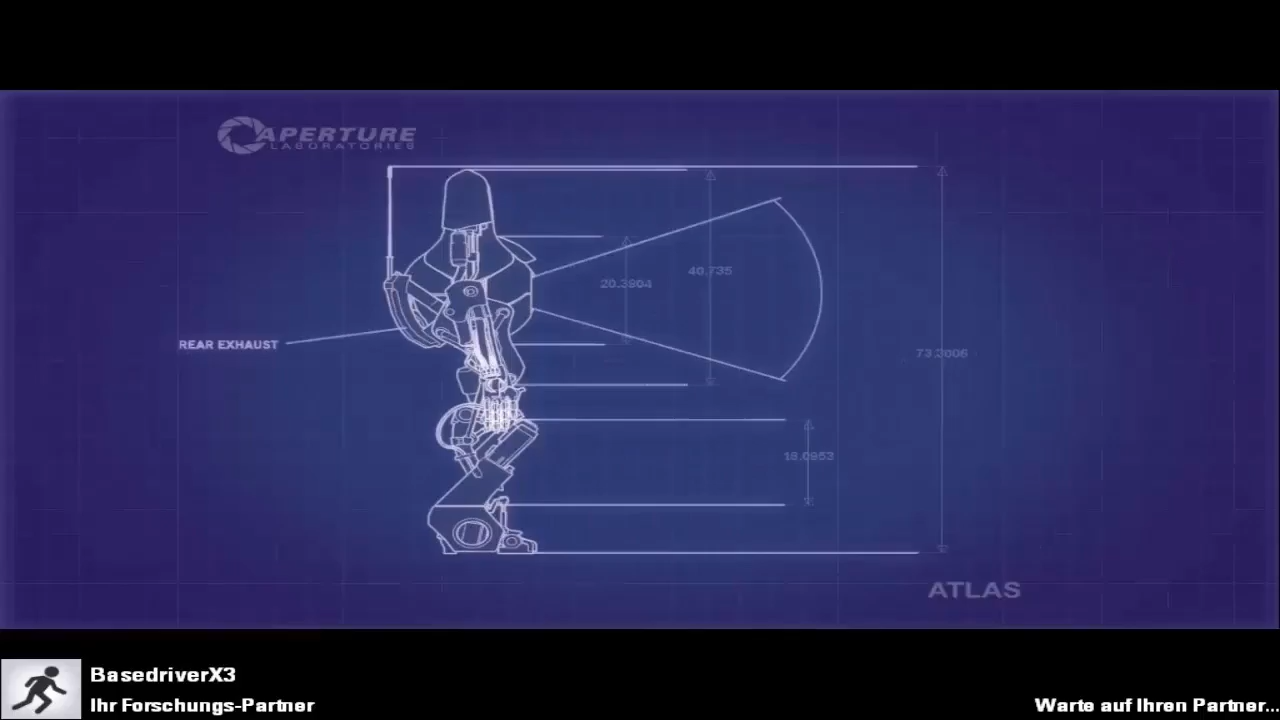 APERTURE
LABORATORIES
20.3904
40.735
REAR EXHAUST
73.3006
18.0953
ATLAS
BasedriverX3
Ihr Forschungs-Partner
Warte auf Ihren Partner...